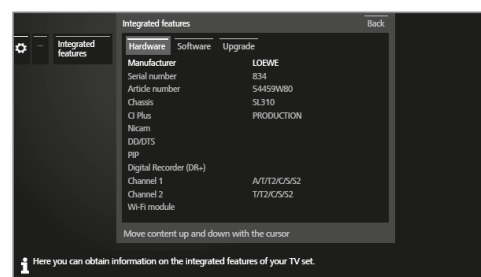 Integrated features Back
... Integrated
features
Hardware Software Upgrade
Manufacturer LOEWE
Serial number 834
Article number 54459W80
Chassis SL310
CI Plus PRODUCTION
Nicam
DD/DTS
PIP
Digital Recorder (DR+)
Channel 1 A/T/T2/C/S/S2
Channel 2 T/T2/C/S/S2
Wi-Fi module
Move content up and down with the cursor
Here you can obtain information on the integrated features of your TV set.